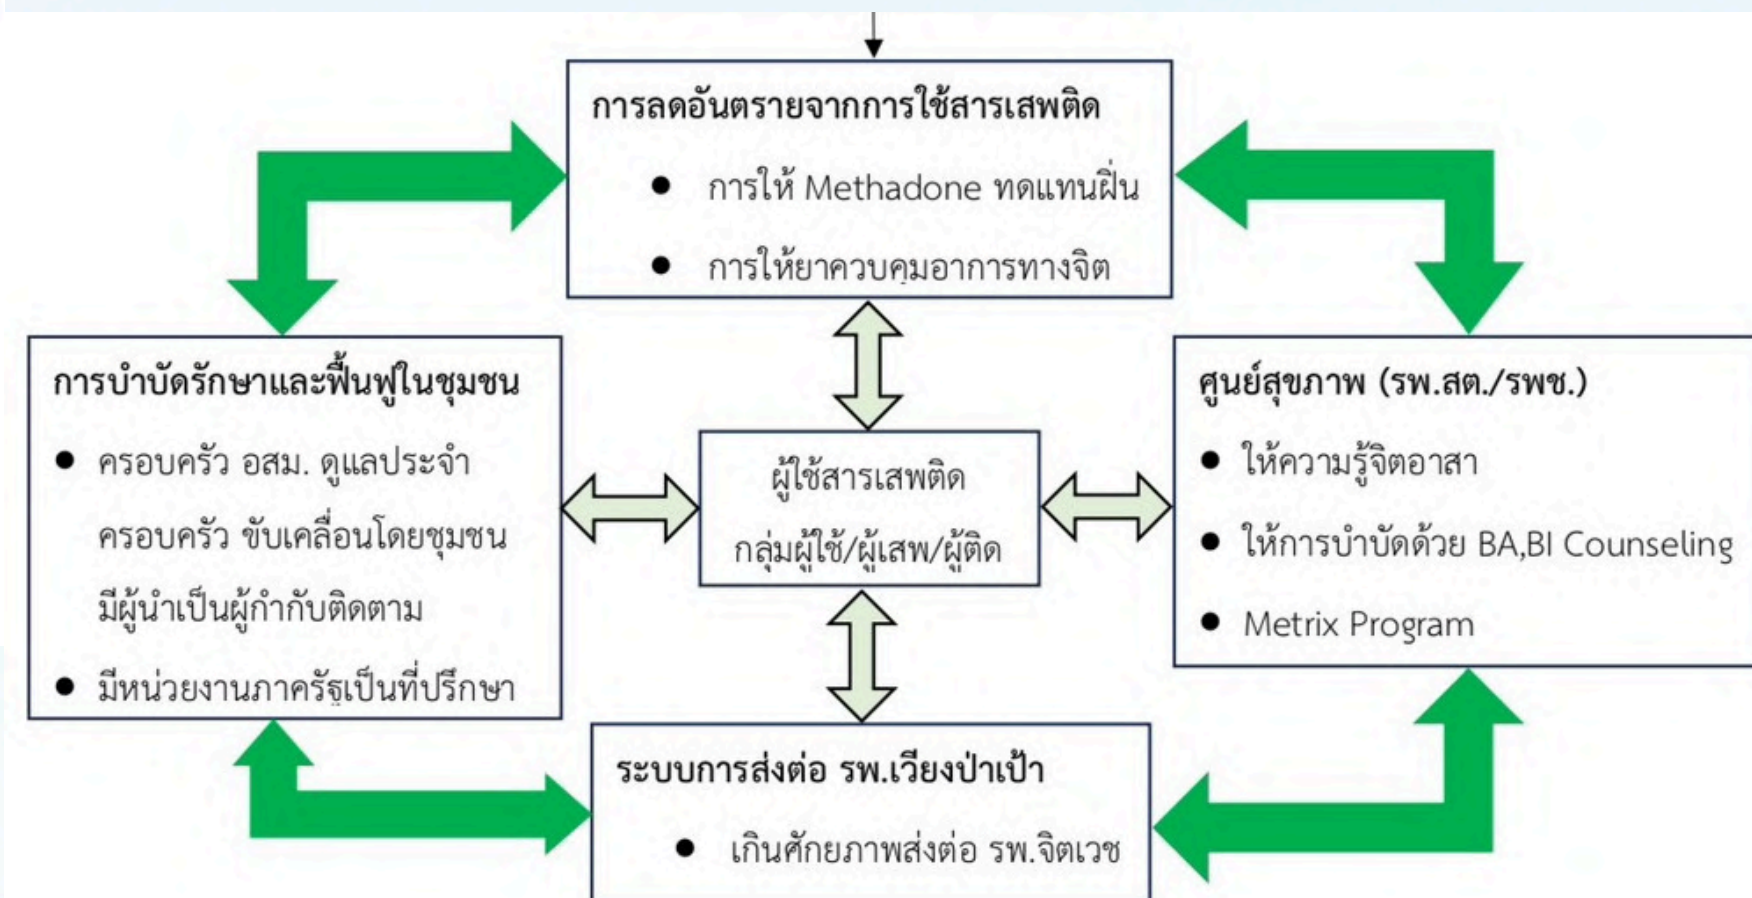 การลดอันตรายจากการใช้สารเสพติด
● การให้ Methadone ทดแทนฝิ่น
● การให้ยาควบคุมอาการทางจิต
การบำบัดรักษาและฟื้นฟูในชุมชน
● ครอบครัว อสม. ดูแลประจำ
ครอบครัว ขับเคลื่อนโดยชุมชน
มีผู้นำเป็นผู้กำกับติดตาม
● มีหน่วยงานภาครัฐเป็นที่ปรึกษา
ผู้ใช้สารเสพติด
กลุ่มผู้ใช้/ผู้เสพ/ผู้ติด
ศูนย์สุขภาพ (รพ.สต./รพช.)
● ให้ความรู้จิตอาสา
● ให้การบำบัดด้วย BA,BI Counseling
● Metrix Program
ระบบการส่งต่อ รพ.เวียงป่าเป้า
● เกินศักยภาพส่งต่อ รพ.จิตเวช